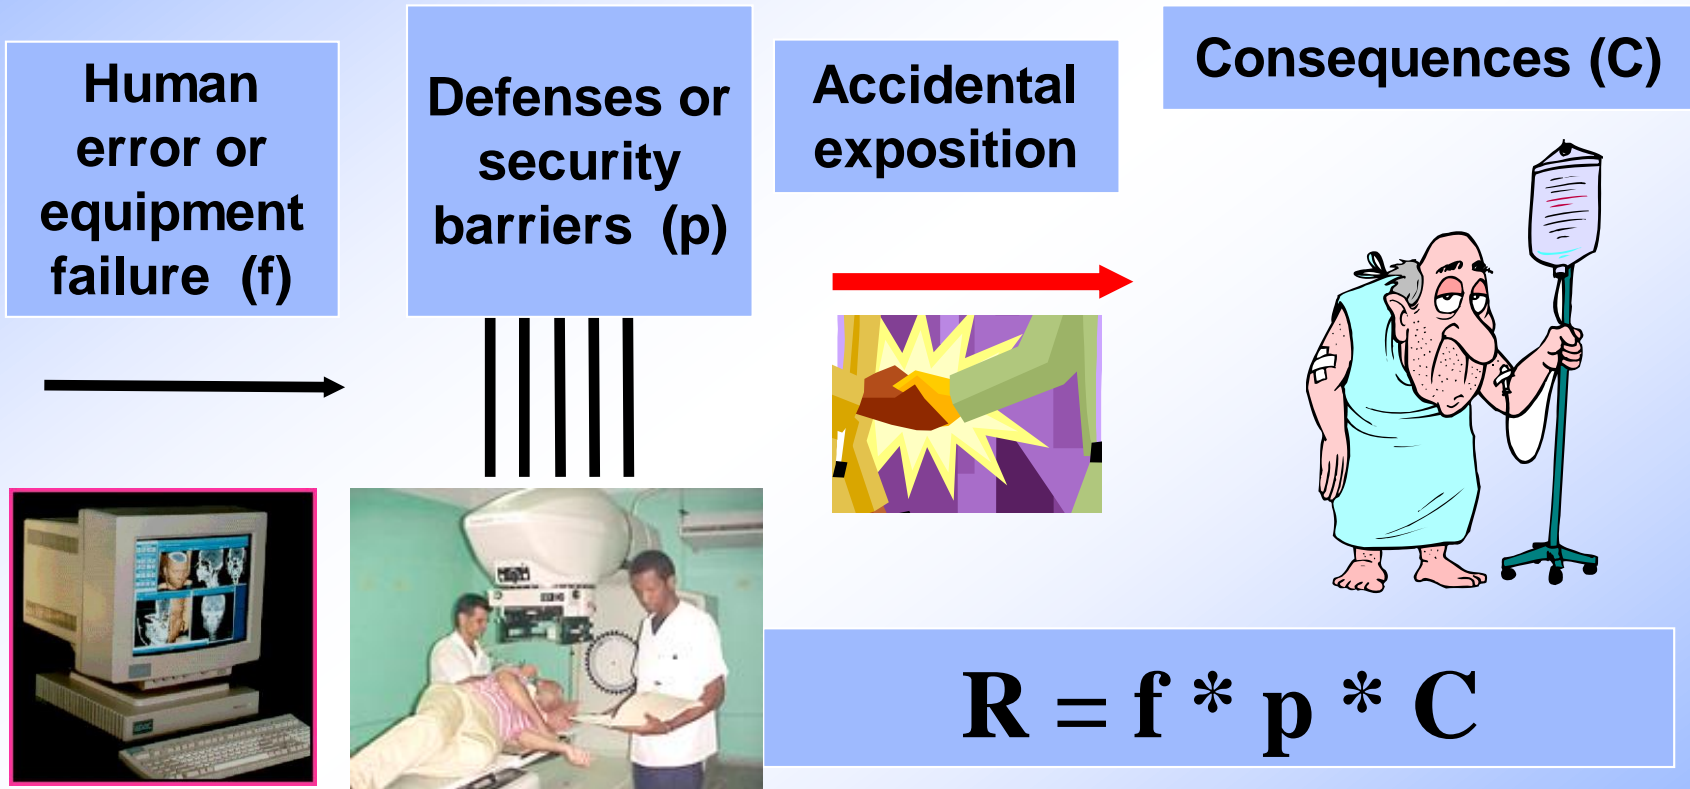 Human
error or
equipment
failure (f)
Defenses or
security
barriers (p)
Accidental
exposition
Consequences (C)
R = f * p * C